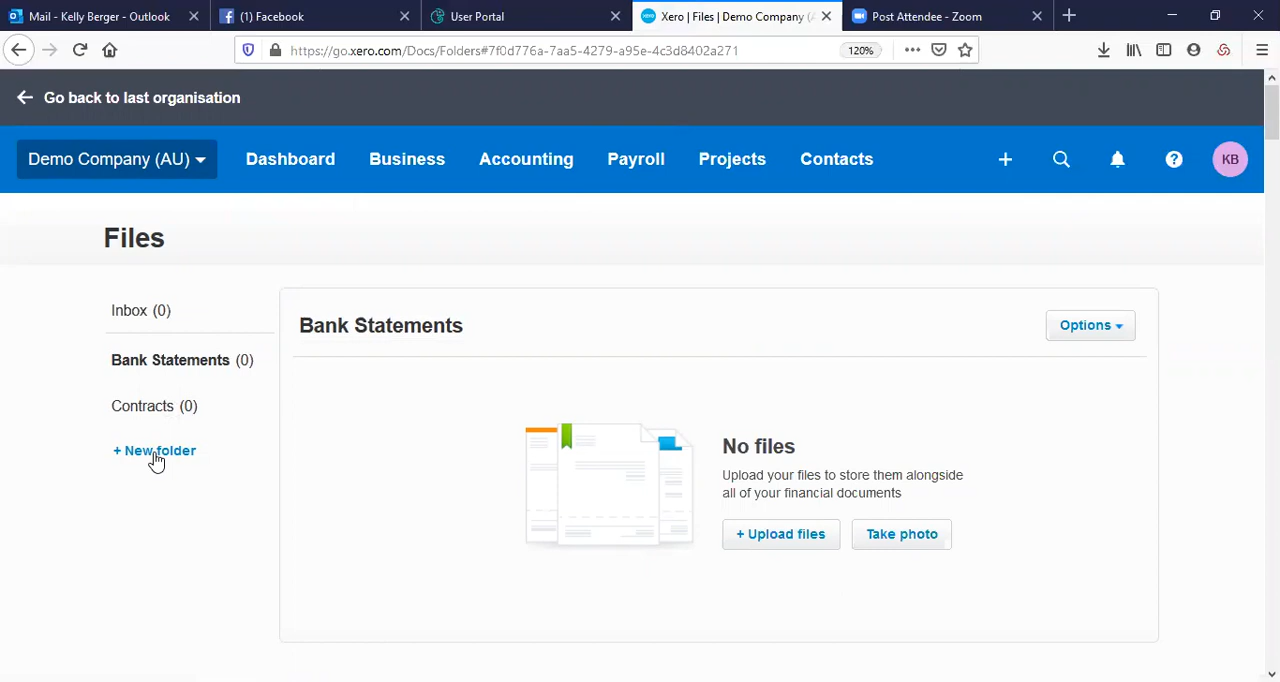 Mail - Kelly Berger - Outlook
(1) Facebook
User Portal
Xero | Files | Demo Company (A
Post Attendee - Zoom
https://go.xero.com/Docs/Folders#7f0d776a-7aa5-4279-a95e-4c3d8402a271
120%
Go back to last organisation
Demo Company (AU)
Dashboard
Business
Accounting
Payroll
Projects
Contacts
KB
Files
Inbox (0)
Bank Statements (0)
Contracts (0)
+ New folder
Bank Statements
Options
No files
Upload your files to store them alongside
all of your financial documents
+ Upload files
Take photo